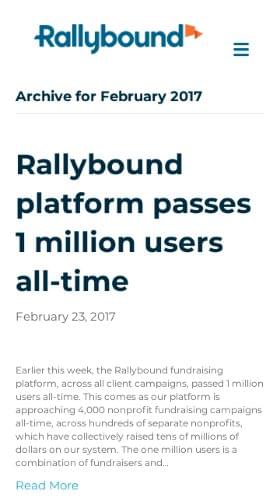 Rallybound
Archive for February 2017
Rallybound
platform passes
1 million users
all-time
February 23, 2017
Earlier this week, the Rallybound fundraising
platform, across all client campaigns, passed 1 million
users all-time. This comes as our platform is
approaching 4,000 nonprofit fundraising campaigns
all-time, across hundreds of separate nonprofits,
which have collectively raised tens of millions of
dollars on our system. The one million users is a
combination of fundraisers and...
Read More